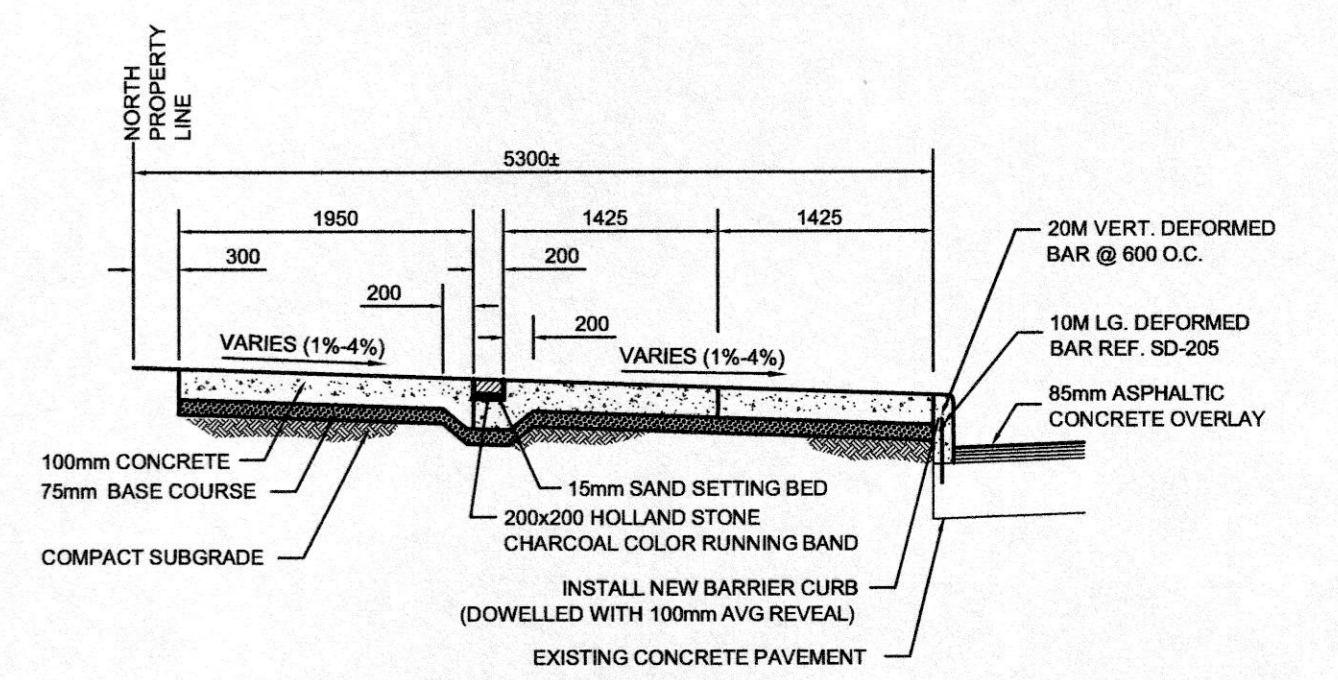 NORTH
PROPERTY
LINE
5300±
1950
1425
1425
300
200
200
200
VARIES (1%-4%)
VARIES (1%-4%)
20M VERT. DEFORMED
BAR @ 600 O.C.
10M LG. DEFORMED
BAR REF. SD-205
85mm ASPHALTIC
CONCRETE OVERLAY
100mm CONCRETE
75mm BASE COURSE
COMPACT SUBGRADE
15mm SAND SETTING BED
200x200 HOLLAND STONE
CHARCOAL COLOR RUNNING BAND
INSTALL NEW BARRIER CURB
(DOWELLED WITH 100mm AVG REVEAL)
EXISTING CONCRETE PAVEMENT